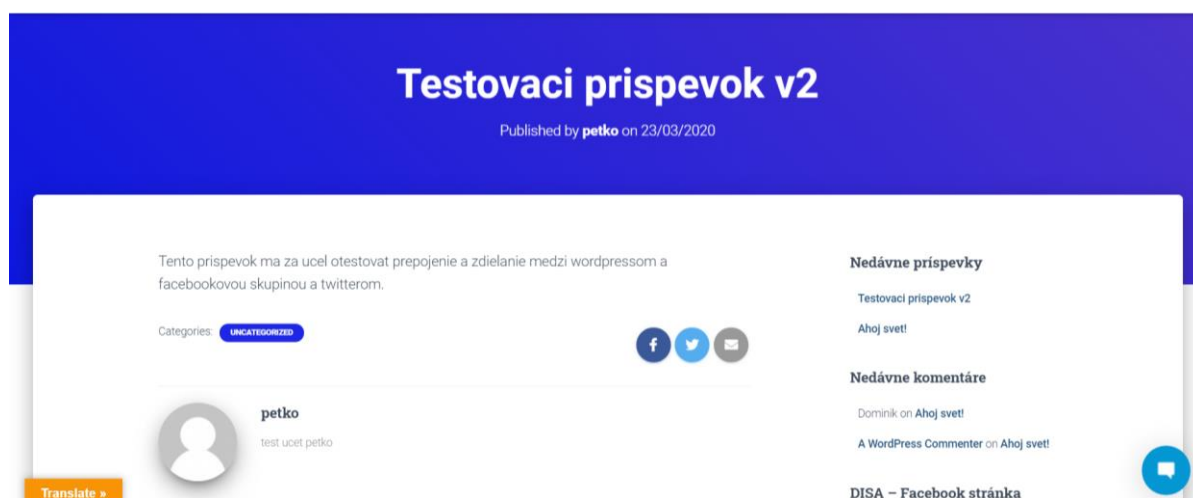 Testovaci prispevok v2
Published by petko on 23/03/2020
Tento prispevok ma za ucel otestovat prepojenie a zdielanie medzi wordpressom a
facebookovou skupinou a twitterom.
Categories: UNCATEGORIZED
petko
test ucet petko
Nedávne príspevky
Testovaci prispevok v2
Ahoj svet!
Nedávne komentáre
Dominik on Ahoj svet!
A WordPress Commenter on Ahoj svet!
DISA – Facebook stránka
Translate »